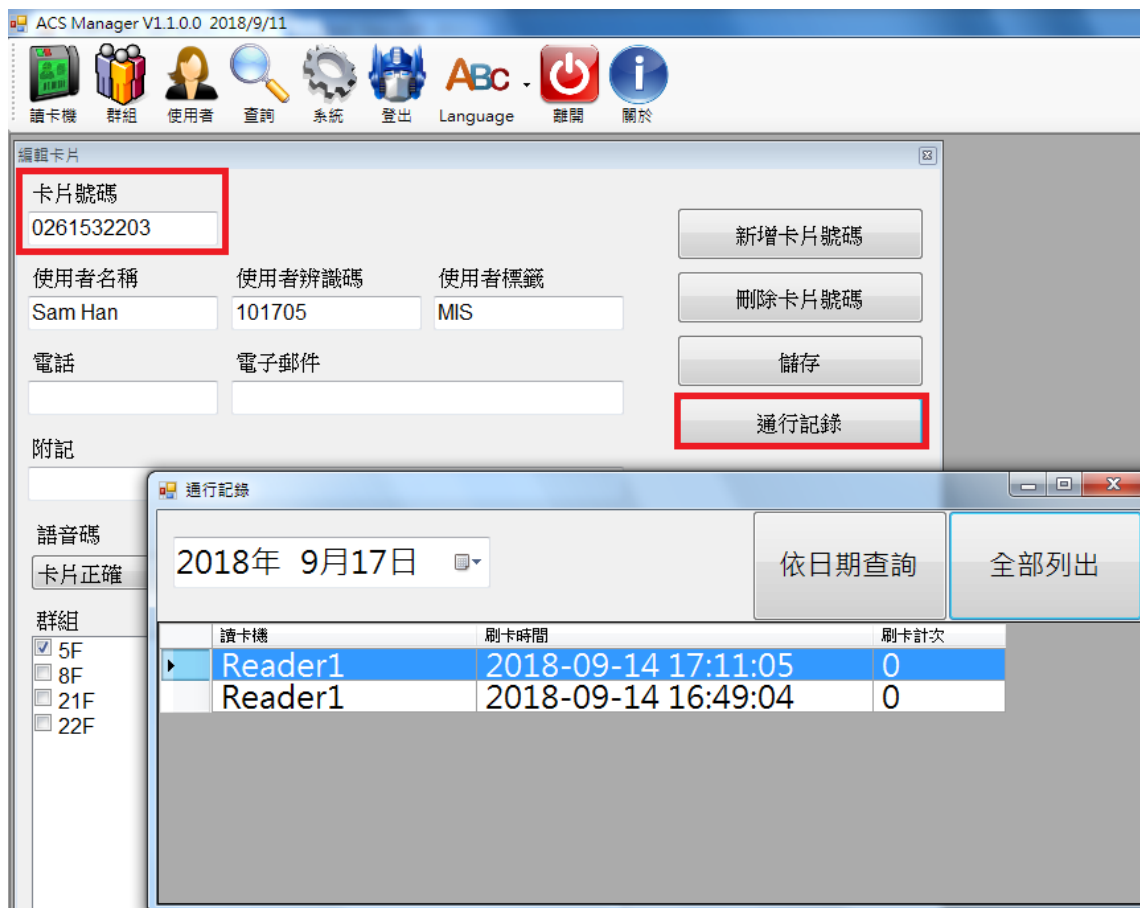 ACS Manager V1.1.0.0 2018/9/11
讀卡機 群組 使用者 查詢 系統 登出 ABC Language 離開 關於
編輯卡片
卡片號碼
0261532203
新增卡片號碼
使用者名稱 使用者辨識碼 使用者標籤
Sam Han 101705 MIS
刪除卡片號碼
電話 電子郵件
儲存
通行記錄
附記
通行記錄
語音碼
2018年 9月17日 依日期查詢 全部列出
卡片正確
群組
讀卡機 刷卡時間 刷卡計次
5F
Reader1 2018-09-14 17:11:05 0
8F
Reader1 2018-09-14 16:49:04 0
21F
22F